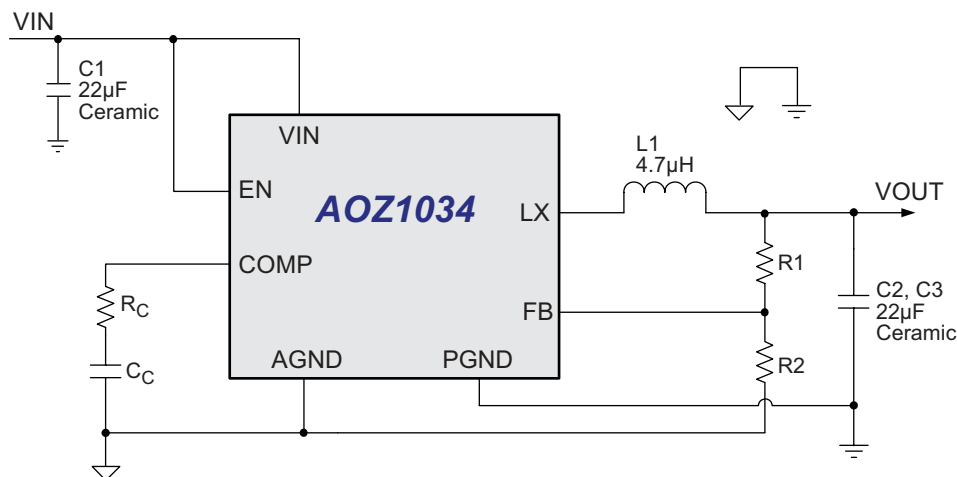 VIN
C1
22µF
Ceramic
VIN
EN
AOZ1034
LX
COMP
FB
AGND
PGND
L1
4.7µH
VOUT
R1
C2, C3
22µF
Ceramic
R2
RC
CC